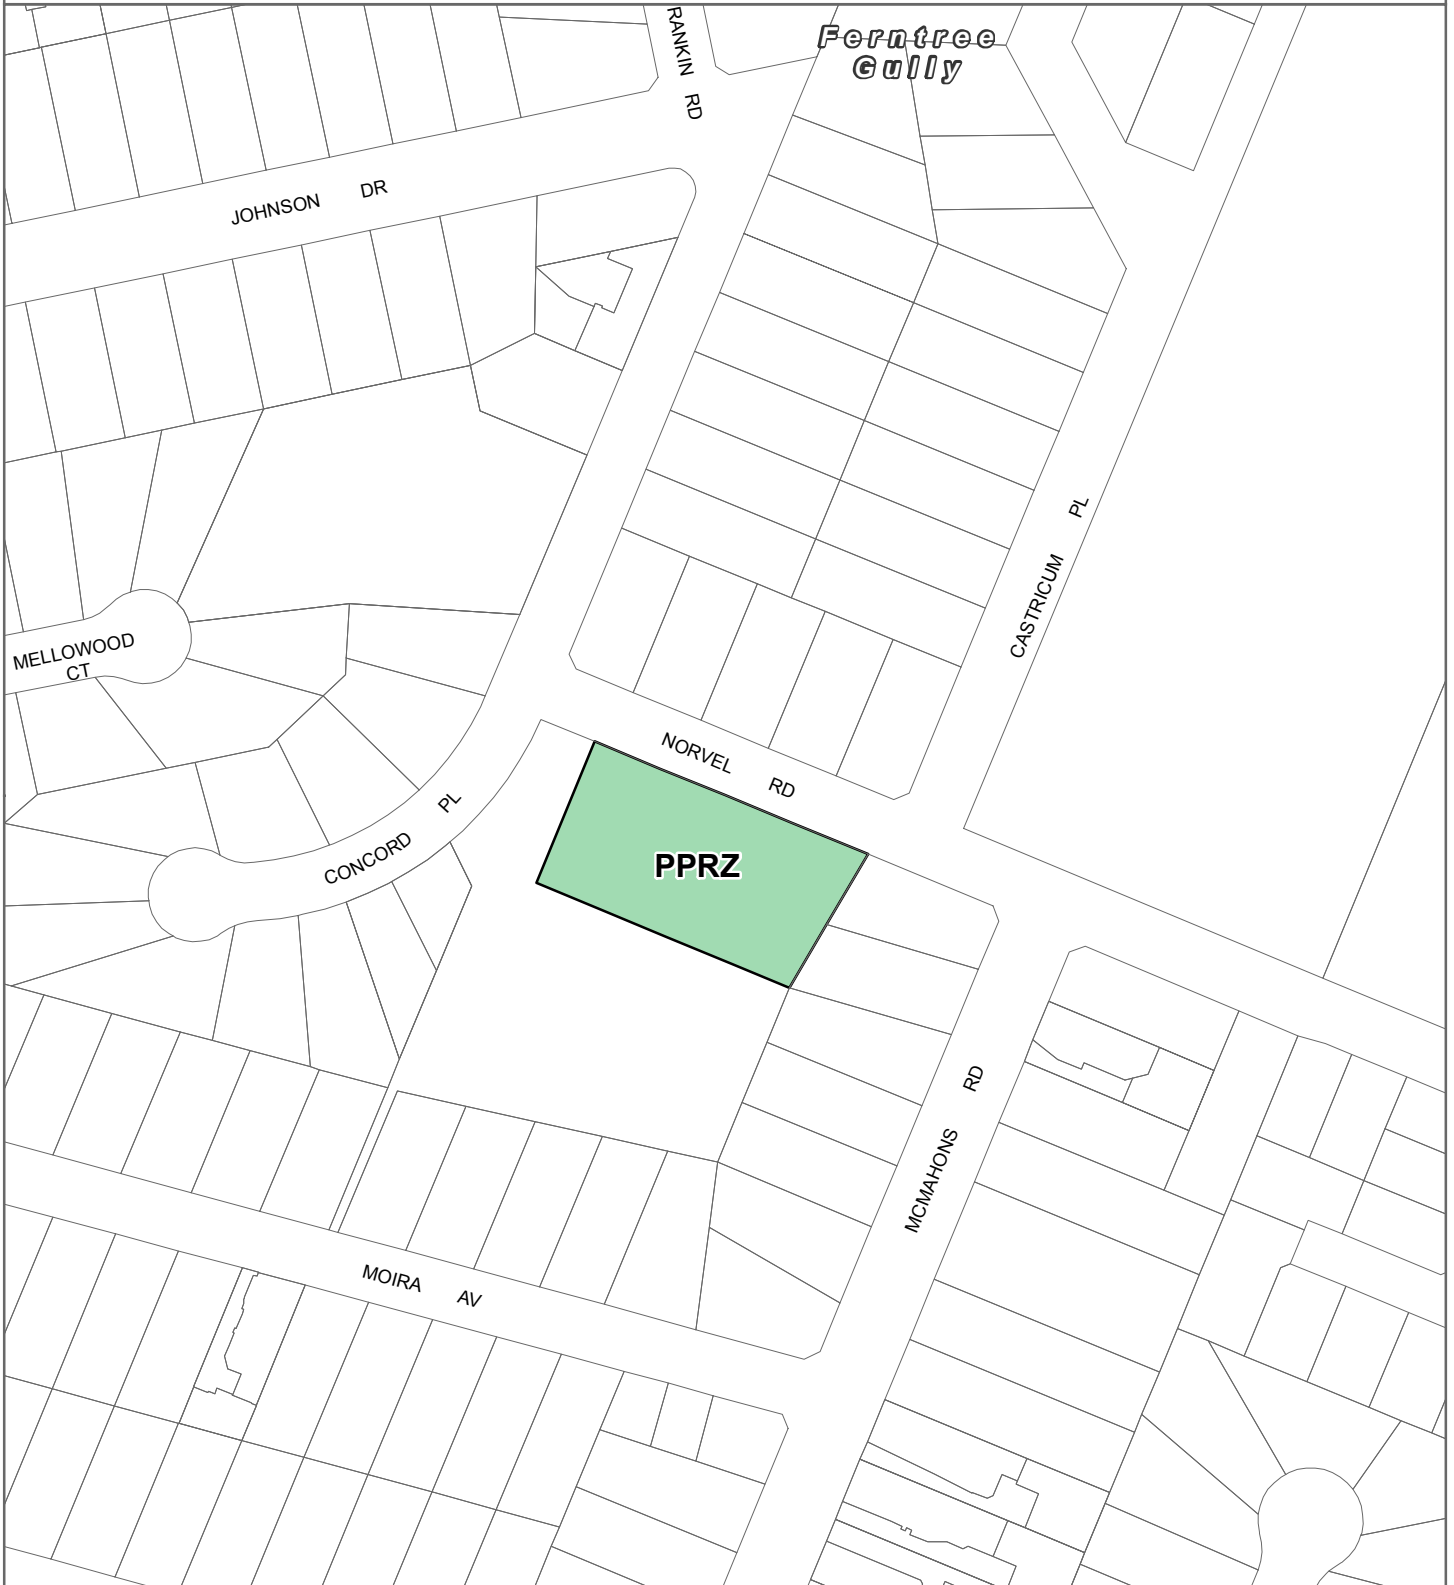 RANKIN RD
Ferntree
Gully
JOHNSON DR
CASTRICUM PL
MELLOWOOD
CT
NORVEL RD
CONCORD PL
PPRZ
MCMAHONS RD
MOIRA AV